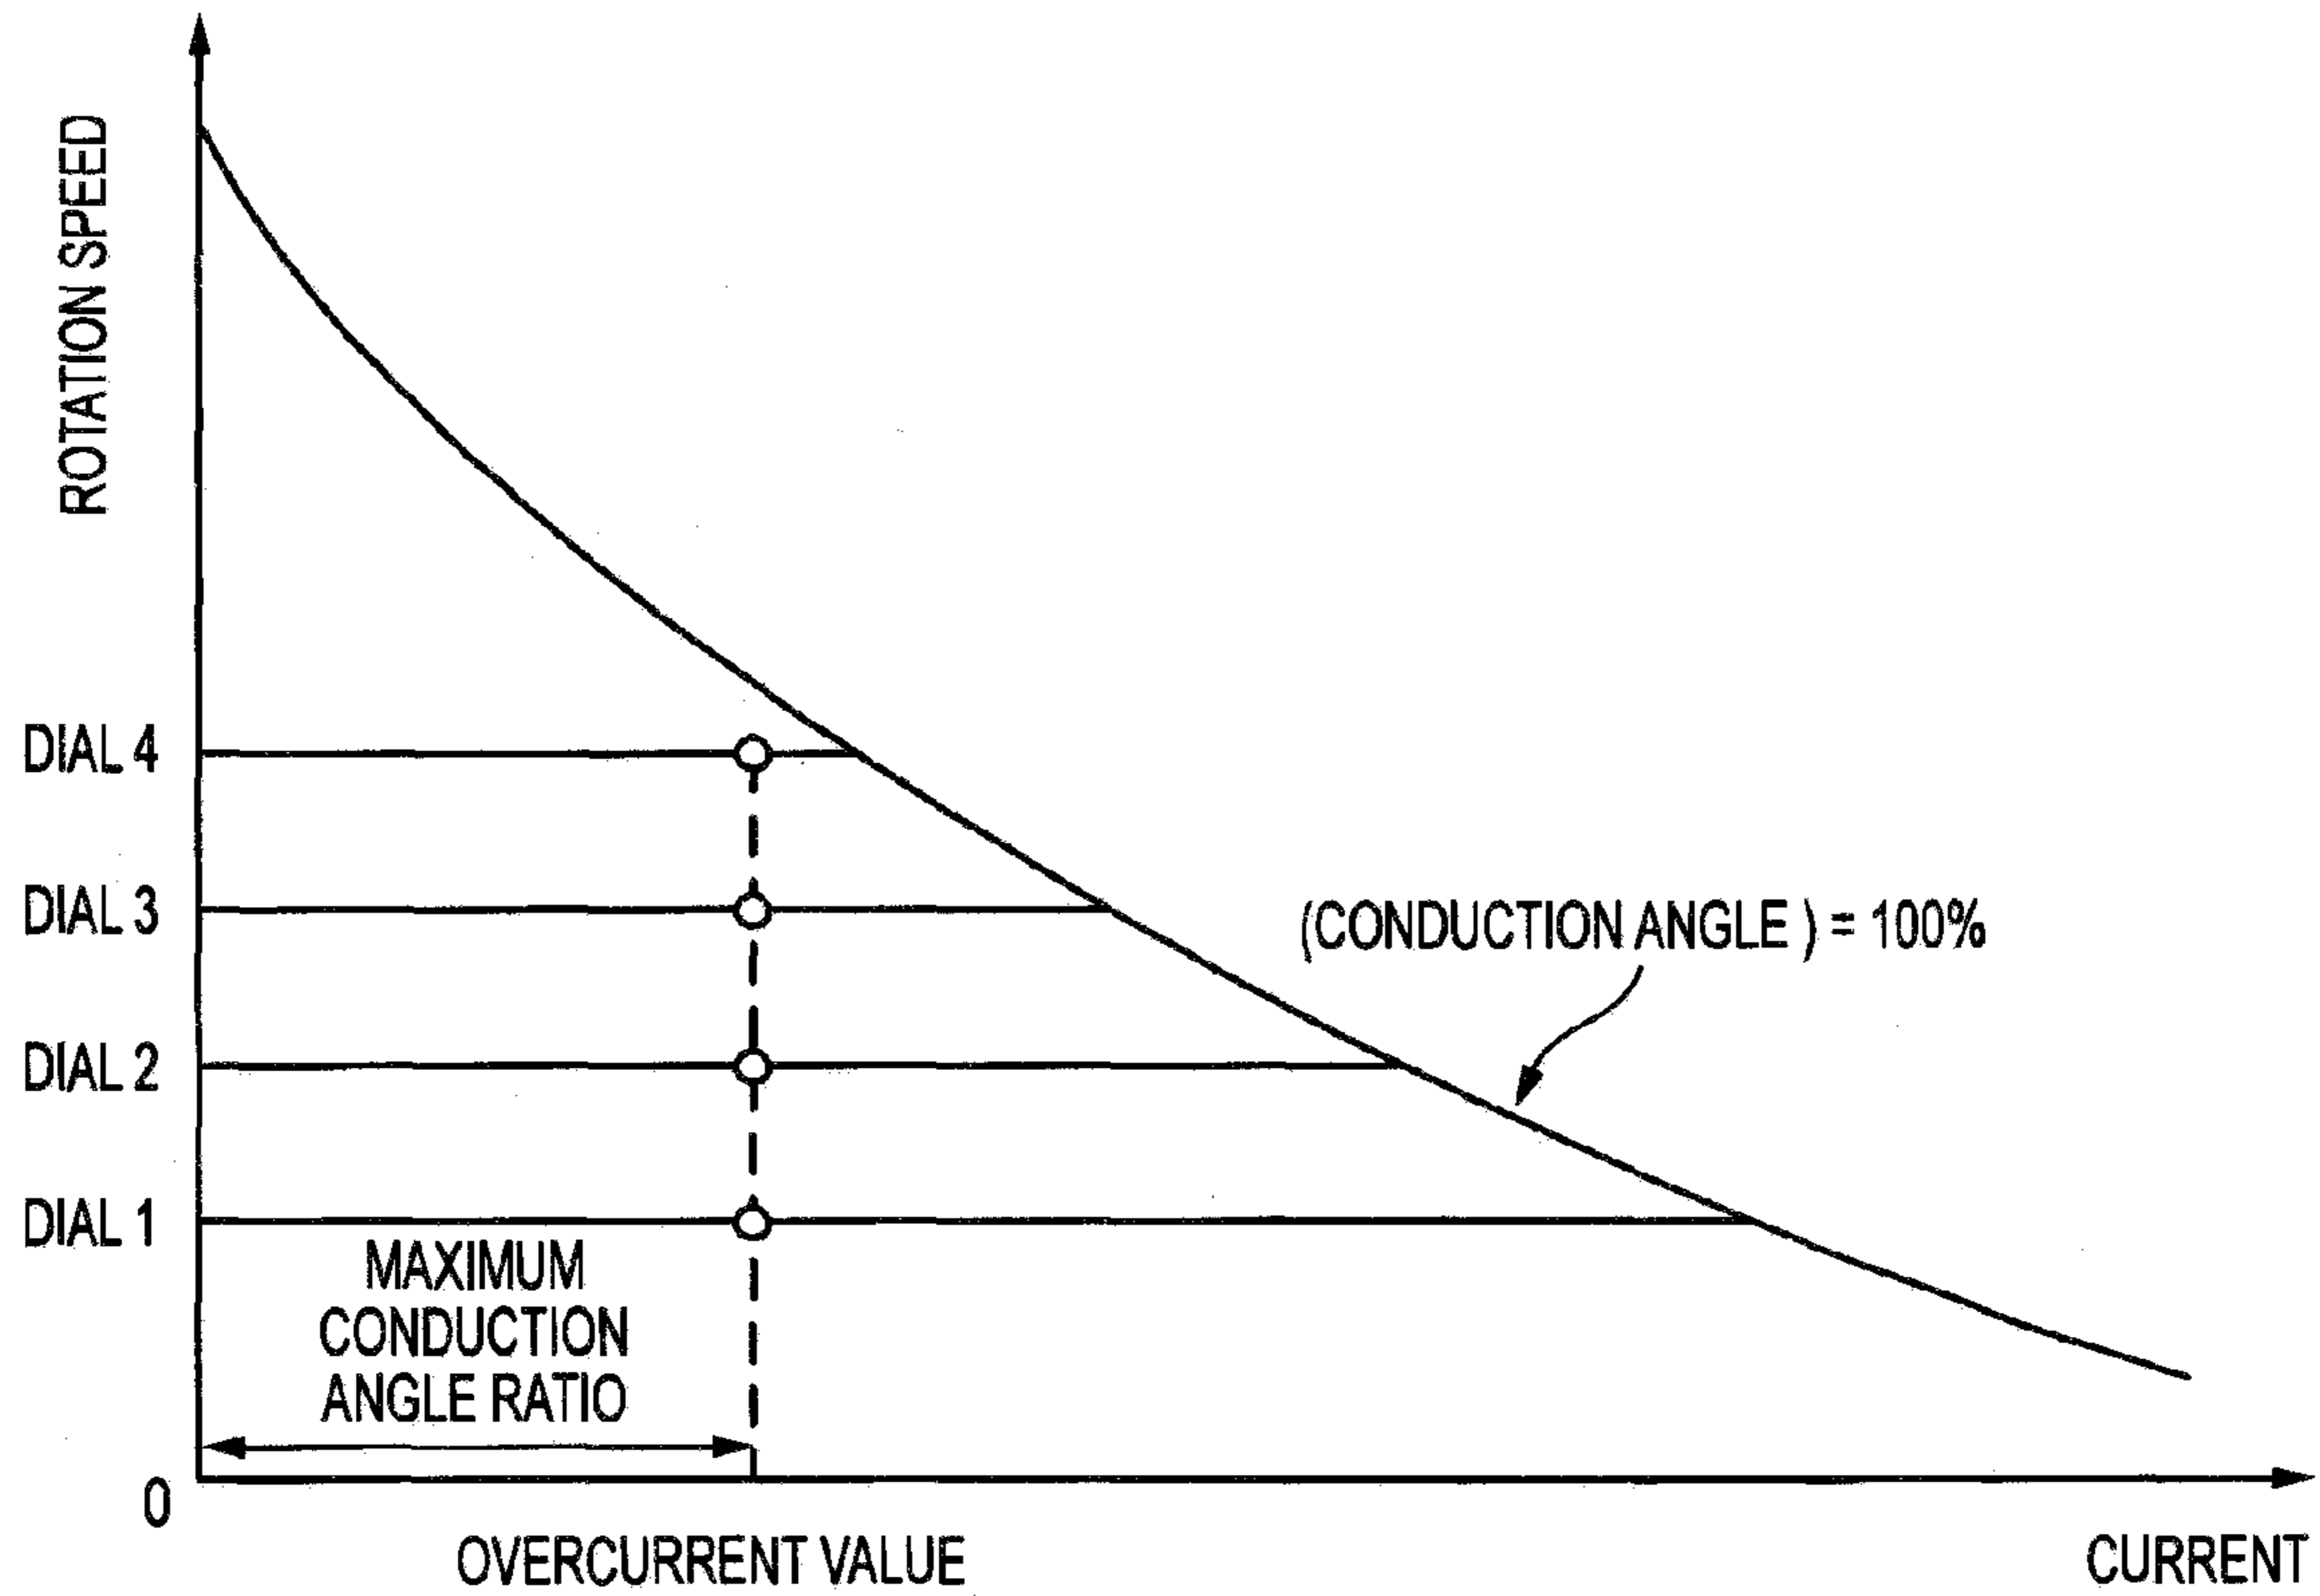 ROTATION SPEED
DIAL 4
DIAL 3
(CONDUCTION ANGLE ) = 100%
DIAL 2
DIAL 1
MAXIMUM
CONDUCTION
ANGLE RATIO
0
OVERCURRENT VALUE
CURRENT